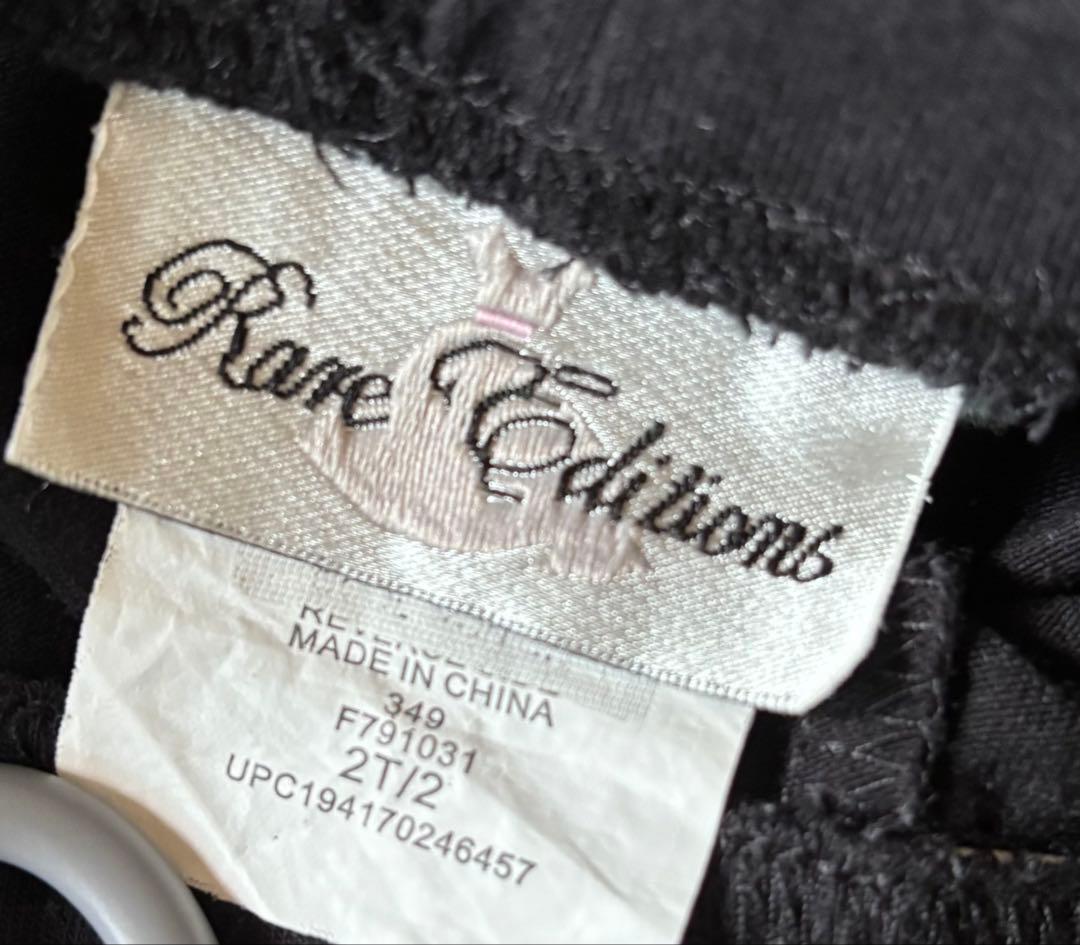 Rare Editions
MADE IN CHINA
349
F791031
2T/2
UPC194170246457